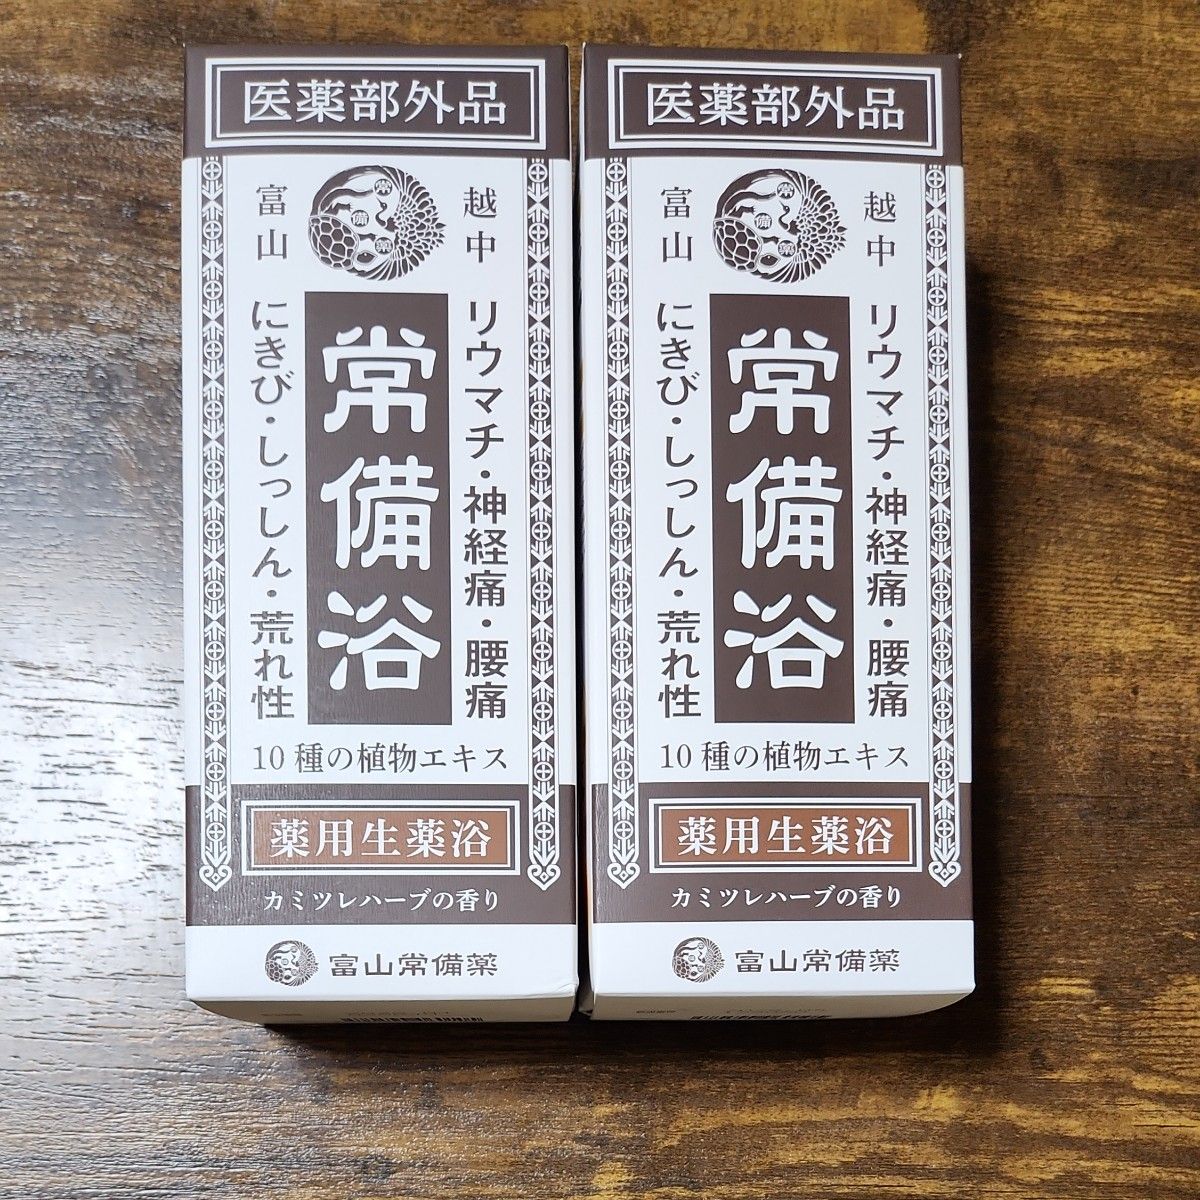 医薬部外品
越中
富山
常備薬
リウマチ・神経痛・腰痛
常備浴
にきび・しっしん・荒れ性
10種の植物エキス
薬用生薬浴
カミツレハーブの香り
富山常備薬
医薬部外品
越中
富山
常備薬
リウマチ・神経痛・腰痛
常備浴
にきび・しっしん・荒れ性
10種の植物エキス
薬用生薬浴
カミツレハーブの香り
富山常備薬